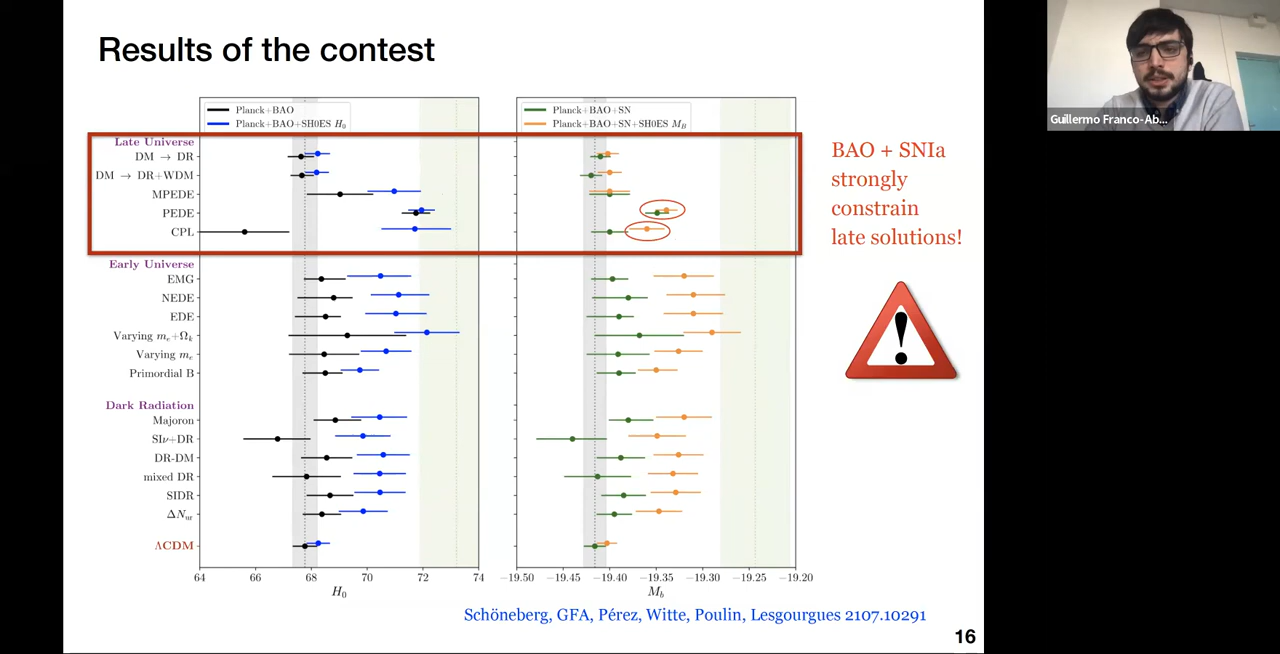 Results of the contest
Planck+BAO
Planck+BAO+SH0ES H₀
Planck+BAO+SN
Planck+BAO+SN+SH0ES M_B
Late Universe
DM → DR
DM → DR+WDM
MPEDE
PEDE
CPL
Early Universe
EMG
NEDE
EDE
Varying mₑ+Ωₖ
Varying mₑ
Primordial B
Dark Radiation
Majoron
SIν+DR
DR-DM
mixed DR
SIDR
ΔN_ur
ΛCDM
64 66 68 70 72 74
H₀
−19.50 −19.45 −19.40 −19.35 −19.30 −19.25 −19.20
M_b
BAO + SNIa
strongly
constrain
late solutions!
!
Schöneberg, GFA, Pérez, Witte, Poulin, Lesgourgues 2107.10291
16
Guillermo Franco-Ab...